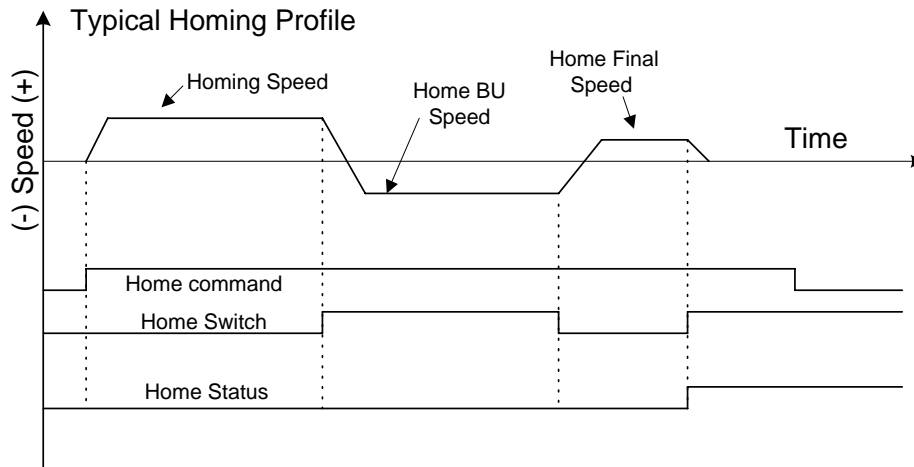 Typical Homing Profile
Homing Speed
Home BU
Speed
Home Final
Speed
Time
(-) Speed (+)
Home command
Home Switch
Home Status